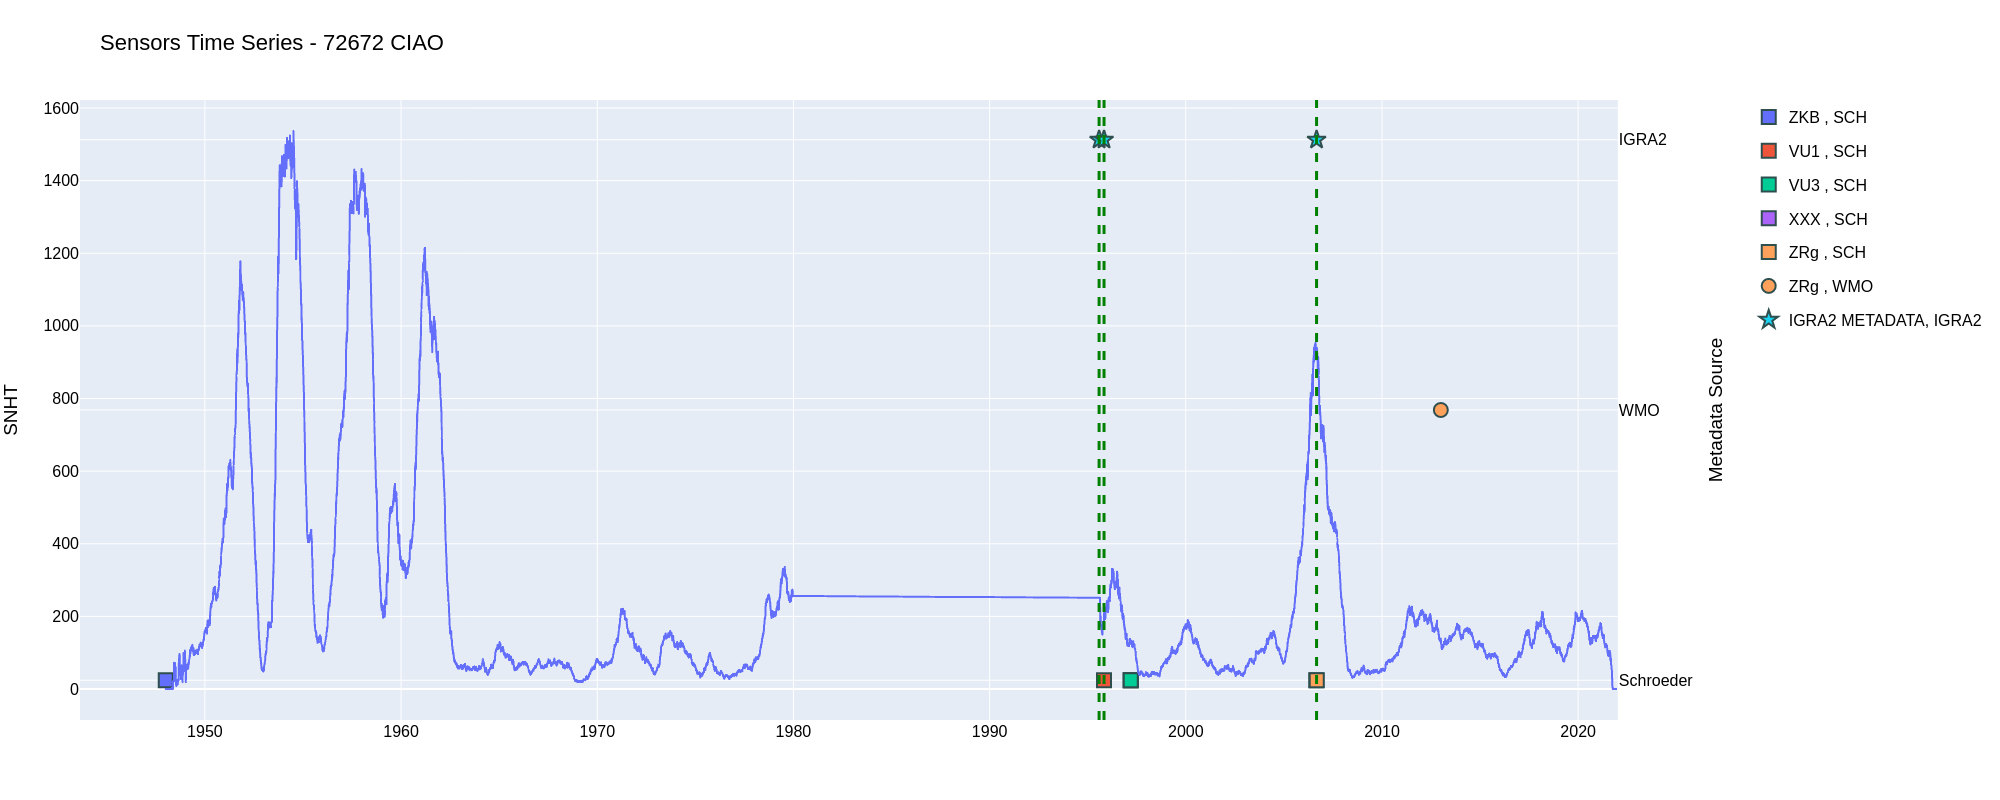 Sensors Time Series - 72672 CIAO
SNHT
1600
1400
1200
1000
800
600
400
200
0
1950
1960
1970
1980
1990
2000
2010
2020
IGRA2
WMO
Schroeder
Metadata Source
ZKB , SCH
VU1 , SCH
VU3 , SCH
XXX , SCH
ZRg , SCH
ZRg , WMO
IGRA2 METADATA, IGRA2